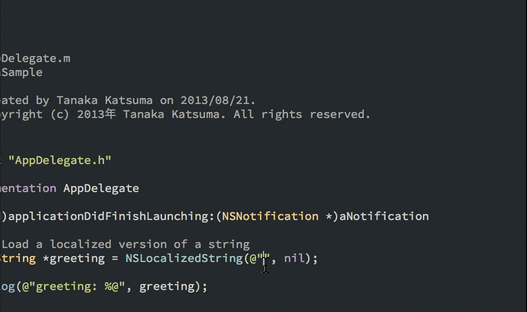 Delegate.m
Sample
ated by Tanaka Katsuma on 2013/08/21.
yright (c) 2013年 Tanaka Katsuma. All rights reserved.
"AppDelegate.h"
mentation AppDelegate
)applicationDidFinishLaunching:(NSNotification *)aNotification
Load a localized version of a string
tring *greeting = NSLocalizedString(@"", nil);
og(@"greeting: %@", greeting);